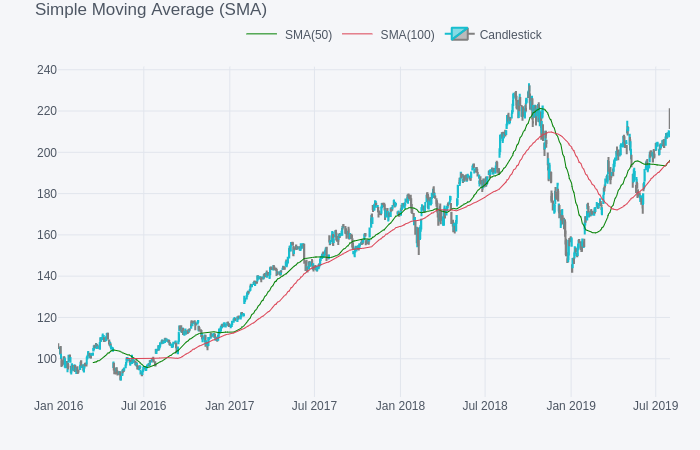 Simple Moving Average (SMA)
SMA(50) SMA(100) Candlestick
240
220
200
180
160
140
120
100
Jan 2016 Jul 2016 Jan 2017 Jul 2017 Jan 2018 Jul 2018 Jan 2019 Jul 2019